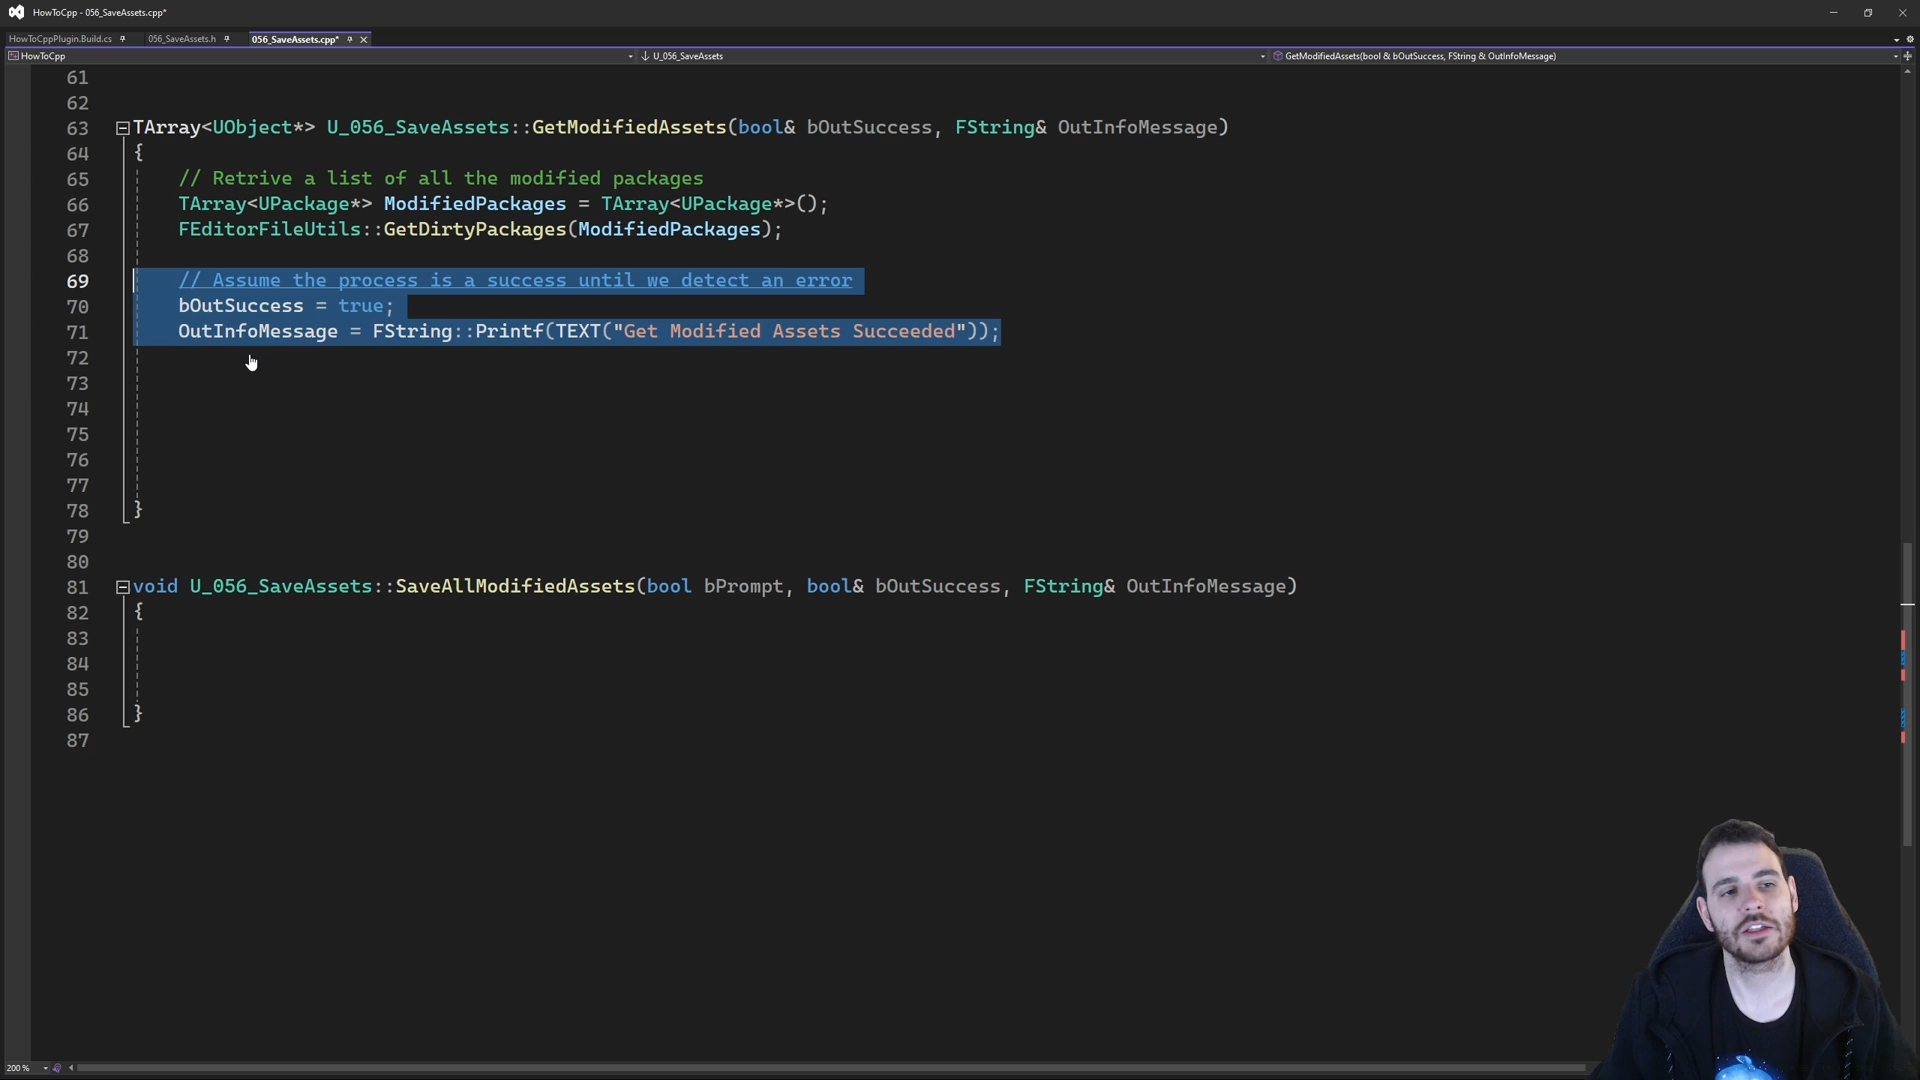 HowToCpp - 056_SaveAssets.cpp*
HowToCppPlugin.Build.cs 056_SaveAssets.h 056_SaveAssets.cpp*
HowToCpp U_056_SaveAssets GetModifiedAssets(bool & bOutSuccess, FString & OutInfoMessage)
61
62
63 TArray<UObject*> U_056_SaveAssets::GetModifiedAssets(bool& bOutSuccess, FString& OutInfoMessage)
64 {
65 // Retrive a list of all the modified packages
66 TArray<UPackage*> ModifiedPackages = TArray<UPackage*>();
67 FEditorFileUtils::GetDirtyPackages(ModifiedPackages);
68
69 // Assume the process is a success until we detect an error
70 bOutSuccess = true;
71 OutInfoMessage = FString::Printf(TEXT("Get Modified Assets Succeeded"));
72
73
74
75
76
77
78 }
79
80
81 void U_056_SaveAssets::SaveAllModifiedAssets(bool bPrompt, bool& bOutSuccess, FString& OutInfoMessage)
82 {
83
84
85
86 }
87
200 %